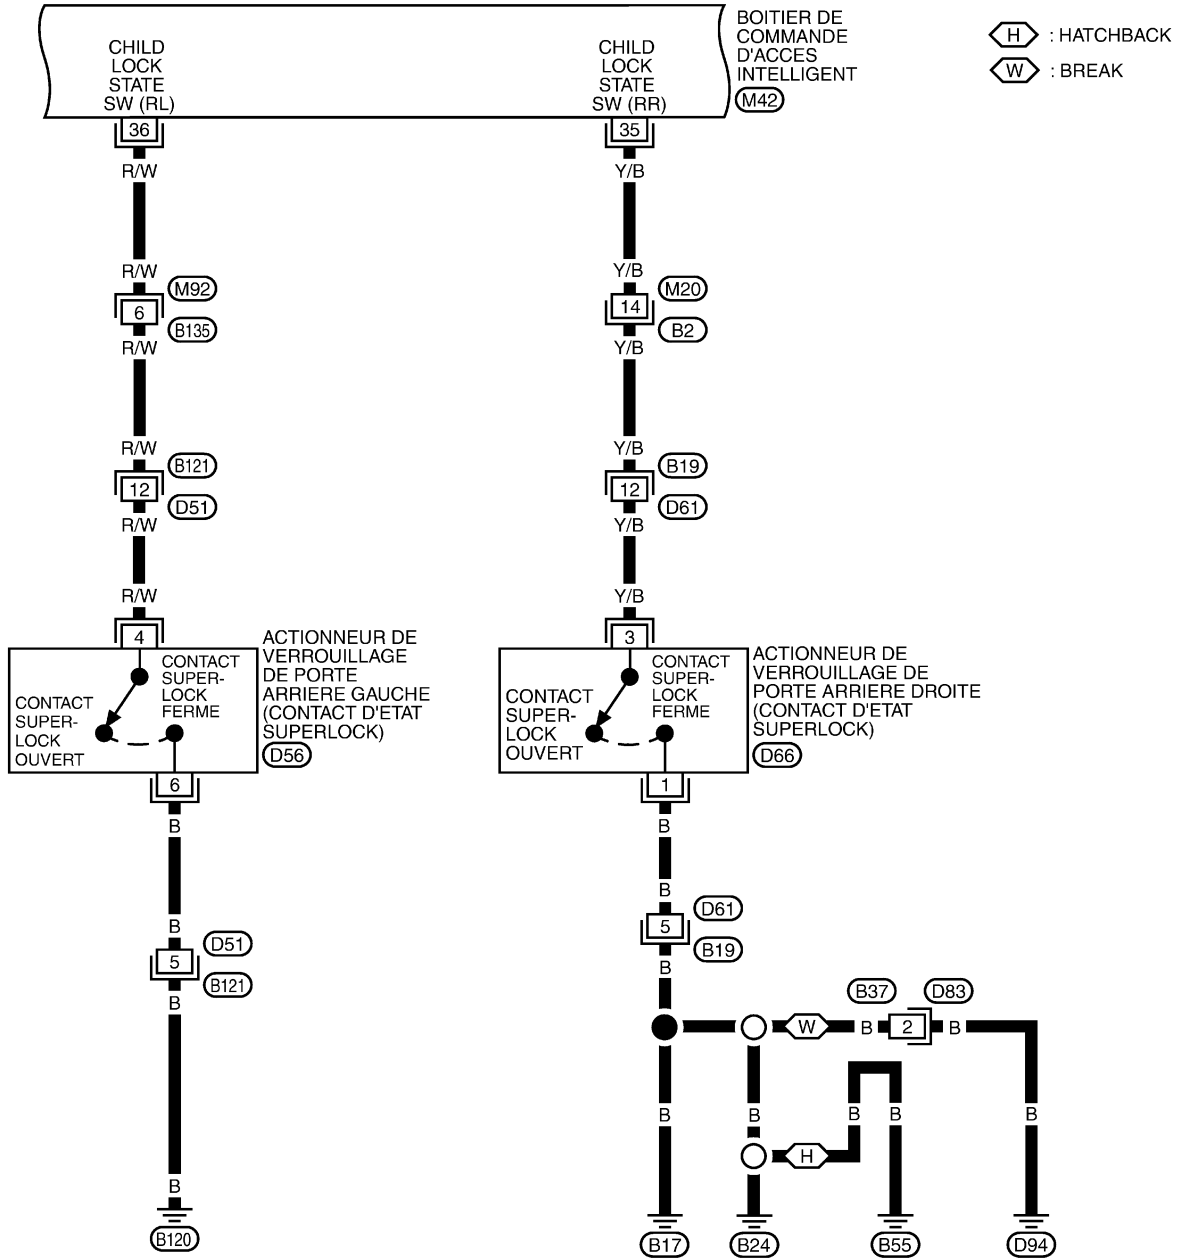 BOITIER DE
COMMANDE
D'ACCES
INTELLIGENT
M42
H : HATCHBACK
W : BREAK
CHILD
LOCK
STATE
SW (RL)
CHILD
LOCK
STATE
SW (RR)
36
35
R/W
Y/B
R/W
Y/B
M92
M20
6
14
B135
B2
R/W
Y/B
R/W
Y/B
B121
B19
12
12
D51
D61
R/W
Y/B
R/W
Y/B
4
3
ACTIONNEUR DE
VERROUILLAGE
DE PORTE
ARRIERE GAUCHE
(CONTACT D'ETAT
SUPERLOCK)
D56
CONTACT
SUPER-
LOCK
FERME
CONTACT
SUPER-
LOCK
OUVERT
ACTIONNEUR DE
VERROUILLAGE DE
PORTE ARRIERE DROITE
(CONTACT D'ETAT
SUPERLOCK)
D66
CONTACT
SUPER-
LOCK
FERME
CONTACT
SUPER-
LOCK
OUVERT
6
1
B
B
B
B
D61
5
B19
D51
5
B121
B
B
B37
D83
W
B
2
B
B
B
B
B
B
H
B
B120
B17
B24
B55
D94